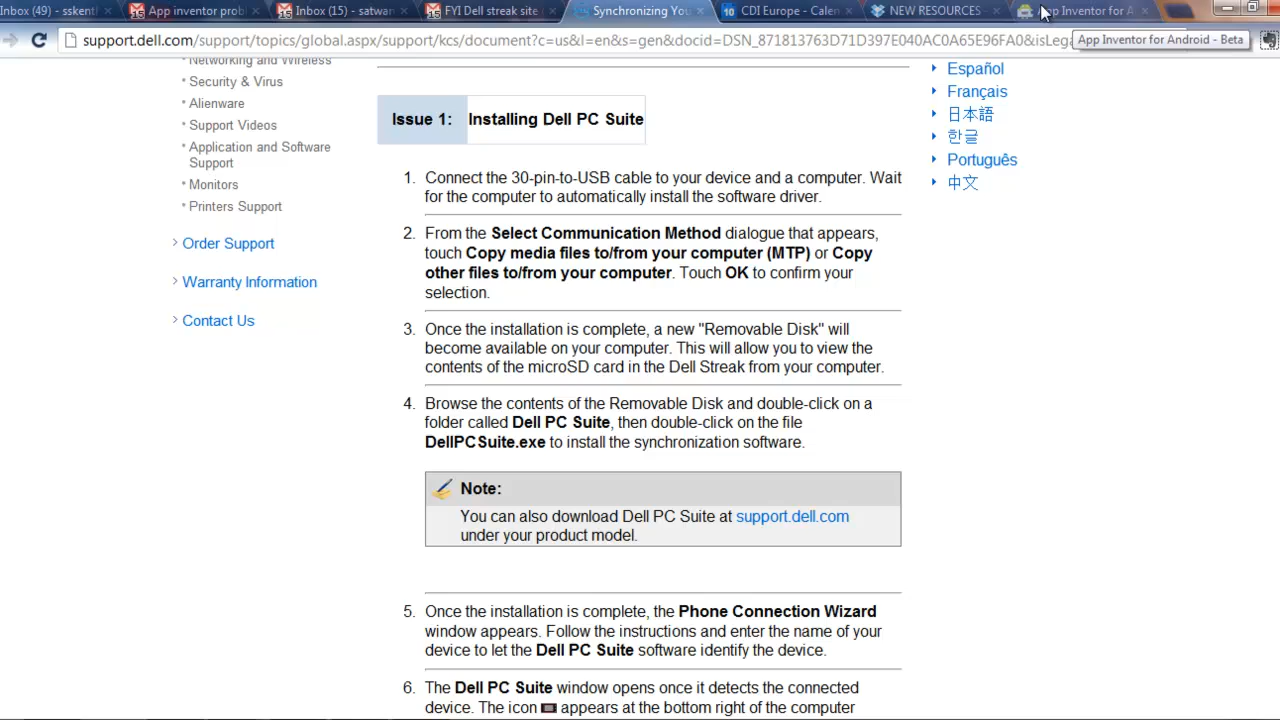 Inbox (49) - sskentl
App inventor prob
Inbox (15) - satwar
FYI Dell streak site
Synchronizing You
10 CDI Europe - Calen
NEW RESOURCES
App Inventor for A
support.dell.com/support/topics/global.aspx/support/kcs/document?c=us&l=en&s=gen&docid=DSN_871813763D71D397E040AC0A65E96FA0&isLega
App Inventor for Android - Beta
Networking and Wireless
Security & Virus
Alienware
Support Videos
Application and Software
Support
Monitors
Printers Support
Order Support
Warranty Information
Contact Us
Issue 1: Installing Dell PC Suite
1. Connect the 30-pin-to-USB cable to your device and a computer. Wait
for the computer to automatically install the software driver.
2. From the Select Communication Method dialogue that appears,
touch Copy media files to/from your computer (MTP) or Copy
other files to/from your computer. Touch OK to confirm your
selection.
3. Once the installation is complete, a new "Removable Disk" will
become available on your computer. This will allow you to view the
contents of the microSD card in the Dell Streak from your computer.
4. Browse the contents of the Removable Disk and double-click on a
folder called Dell PC Suite, then double-click on the file
DellPCSuite.exe to install the synchronization software.
Note:
You can also download Dell PC Suite at support.dell.com
under your product model.
5. Once the installation is complete, the Phone Connection Wizard
window appears. Follow the instructions and enter the name of your
device to let the Dell PC Suite software identify the device.
6. The Dell PC Suite window opens once it detects the connected
device. The icon appears at the bottom right of the computer
Español
Français
日本語
한글
Português
中文